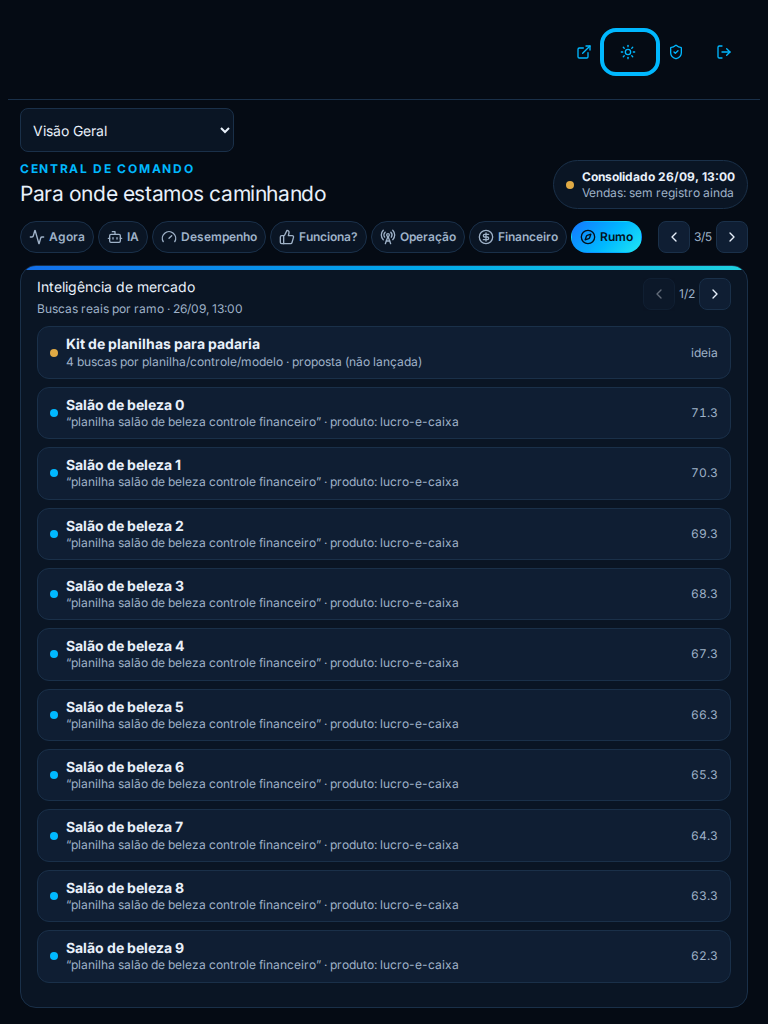 Visão Geral
CENTRAL DE COMANDO
Para onde estamos caminhando
Consolidado 26/09, 13:00
Vendas: sem registro ainda
Agora
IA
Desempenho
Funciona?
Operação
Financeiro
Rumo
3/5
Inteligência de mercado
Buscas reais por ramo · 26/09, 13:00
1/2
Kit de planilhas para padaria
4 buscas por planilha/controle/modelo · proposta (não lançada)
ideia
Salão de beleza 0
“planilha salão de beleza controle financeiro” · produto: lucro-e-caixa
71.3
Salão de beleza 1
“planilha salão de beleza controle financeiro” · produto: lucro-e-caixa
70.3
Salão de beleza 2
“planilha salão de beleza controle financeiro” · produto: lucro-e-caixa
69.3
Salão de beleza 3
“planilha salão de beleza controle financeiro” · produto: lucro-e-caixa
68.3
Salão de beleza 4
“planilha salão de beleza controle financeiro” · produto: lucro-e-caixa
67.3
Salão de beleza 5
“planilha salão de beleza controle financeiro” · produto: lucro-e-caixa
66.3
Salão de beleza 6
“planilha salão de beleza controle financeiro” · produto: lucro-e-caixa
65.3
Salão de beleza 7
“planilha salão de beleza controle financeiro” · produto: lucro-e-caixa
64.3
Salão de beleza 8
“planilha salão de beleza controle financeiro” · produto: lucro-e-caixa
63.3
Salão de beleza 9
“planilha salão de beleza controle financeiro” · produto: lucro-e-caixa
62.3